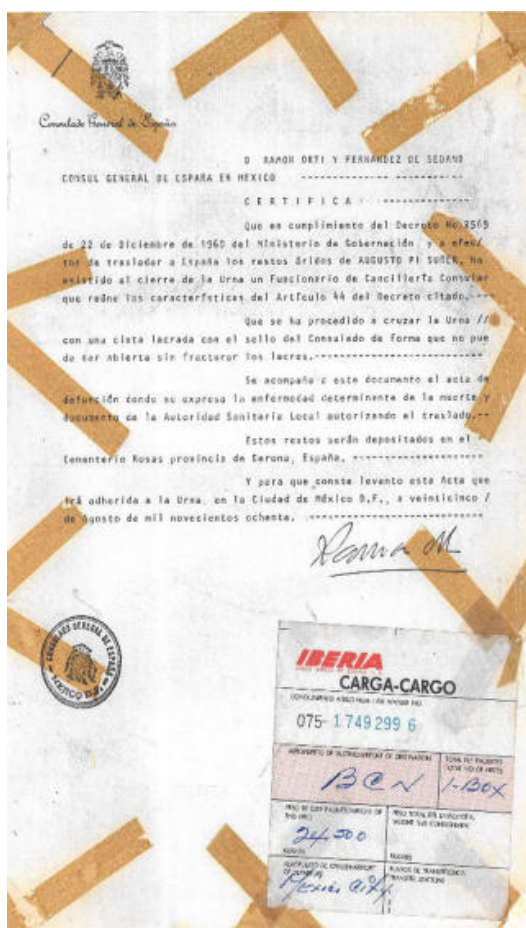 Consulado General de España
D RAMON ORTI Y FERNANDEZ DE SEDANO
CONSUL GENERAL DE ESPAÑA EN MEXICO -------------- -----------
C E R T I F I C A : --------------
Que en cumplimiento del Decreto No
de 22 de Diciembre de 1960 del Ministerio de Gobernación y a efec/
tos de trasladar a España los restos áridos de AUGUSTO PI SUÑER, ha
asistido al cierre de la Urna un Funcionario de Cancillería Consular
que reúne las características del Artículo 44 del Decreto citado.---
Que se ha procedido a cruzar la Urna //
con una cinta lacrada con el sello del Consulado de forma que no pue
da ser abierta sin fracturar los lacres.---------------------
Se acompaña a este documento el acta de
defunción donde se expresa la enfermedad determinante de la muerte y
documento de la Autoridad Sanitaria Local autorizando el traslado.--
Estos restos serán depositados en el
Cementerio Rosas provincia de Gerona, España. ----------------
Y para que conste levanto esta Acta que
irá adherida a la Urna, en la Ciudad de México D.F., a veinticinco /
de Agosto de mil novecientos ochenta. ----------------------
CONSULADO GENERAL DE ESPAÑA
MEXICO D.F.
IBERIA
CARGA-CARGO
075-1749299 6
BCN 1-BOX
24.500
Mexico City